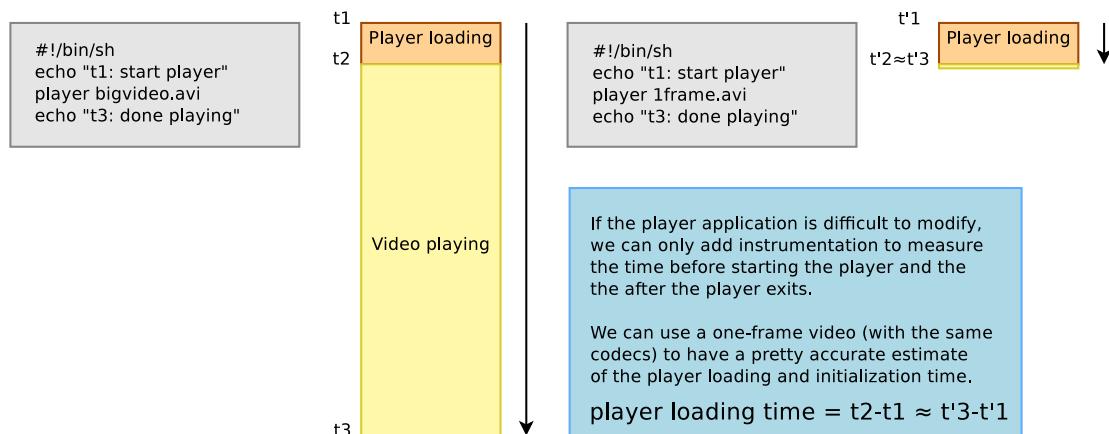 #!/bin/sh
echo "t1: start player"
player bigvideo.avi
echo "t3: done playing"
t1
Player loading
t2
Video playing
t3
#!/bin/sh
echo "t1: start player"
player 1frame.avi
echo "t3: done playing"
t'1
Player loading
t'2≈t'3
If the player application is difficult to modify,
we can only add instrumentation to measure
the time before starting the player and the
the after the player exits.
We can use a one-frame video (with the same
codecs) to have a pretty accurate estimate
of the player loading and initialization time.
player loading time = t2-t1 ≈ t'3-t'1